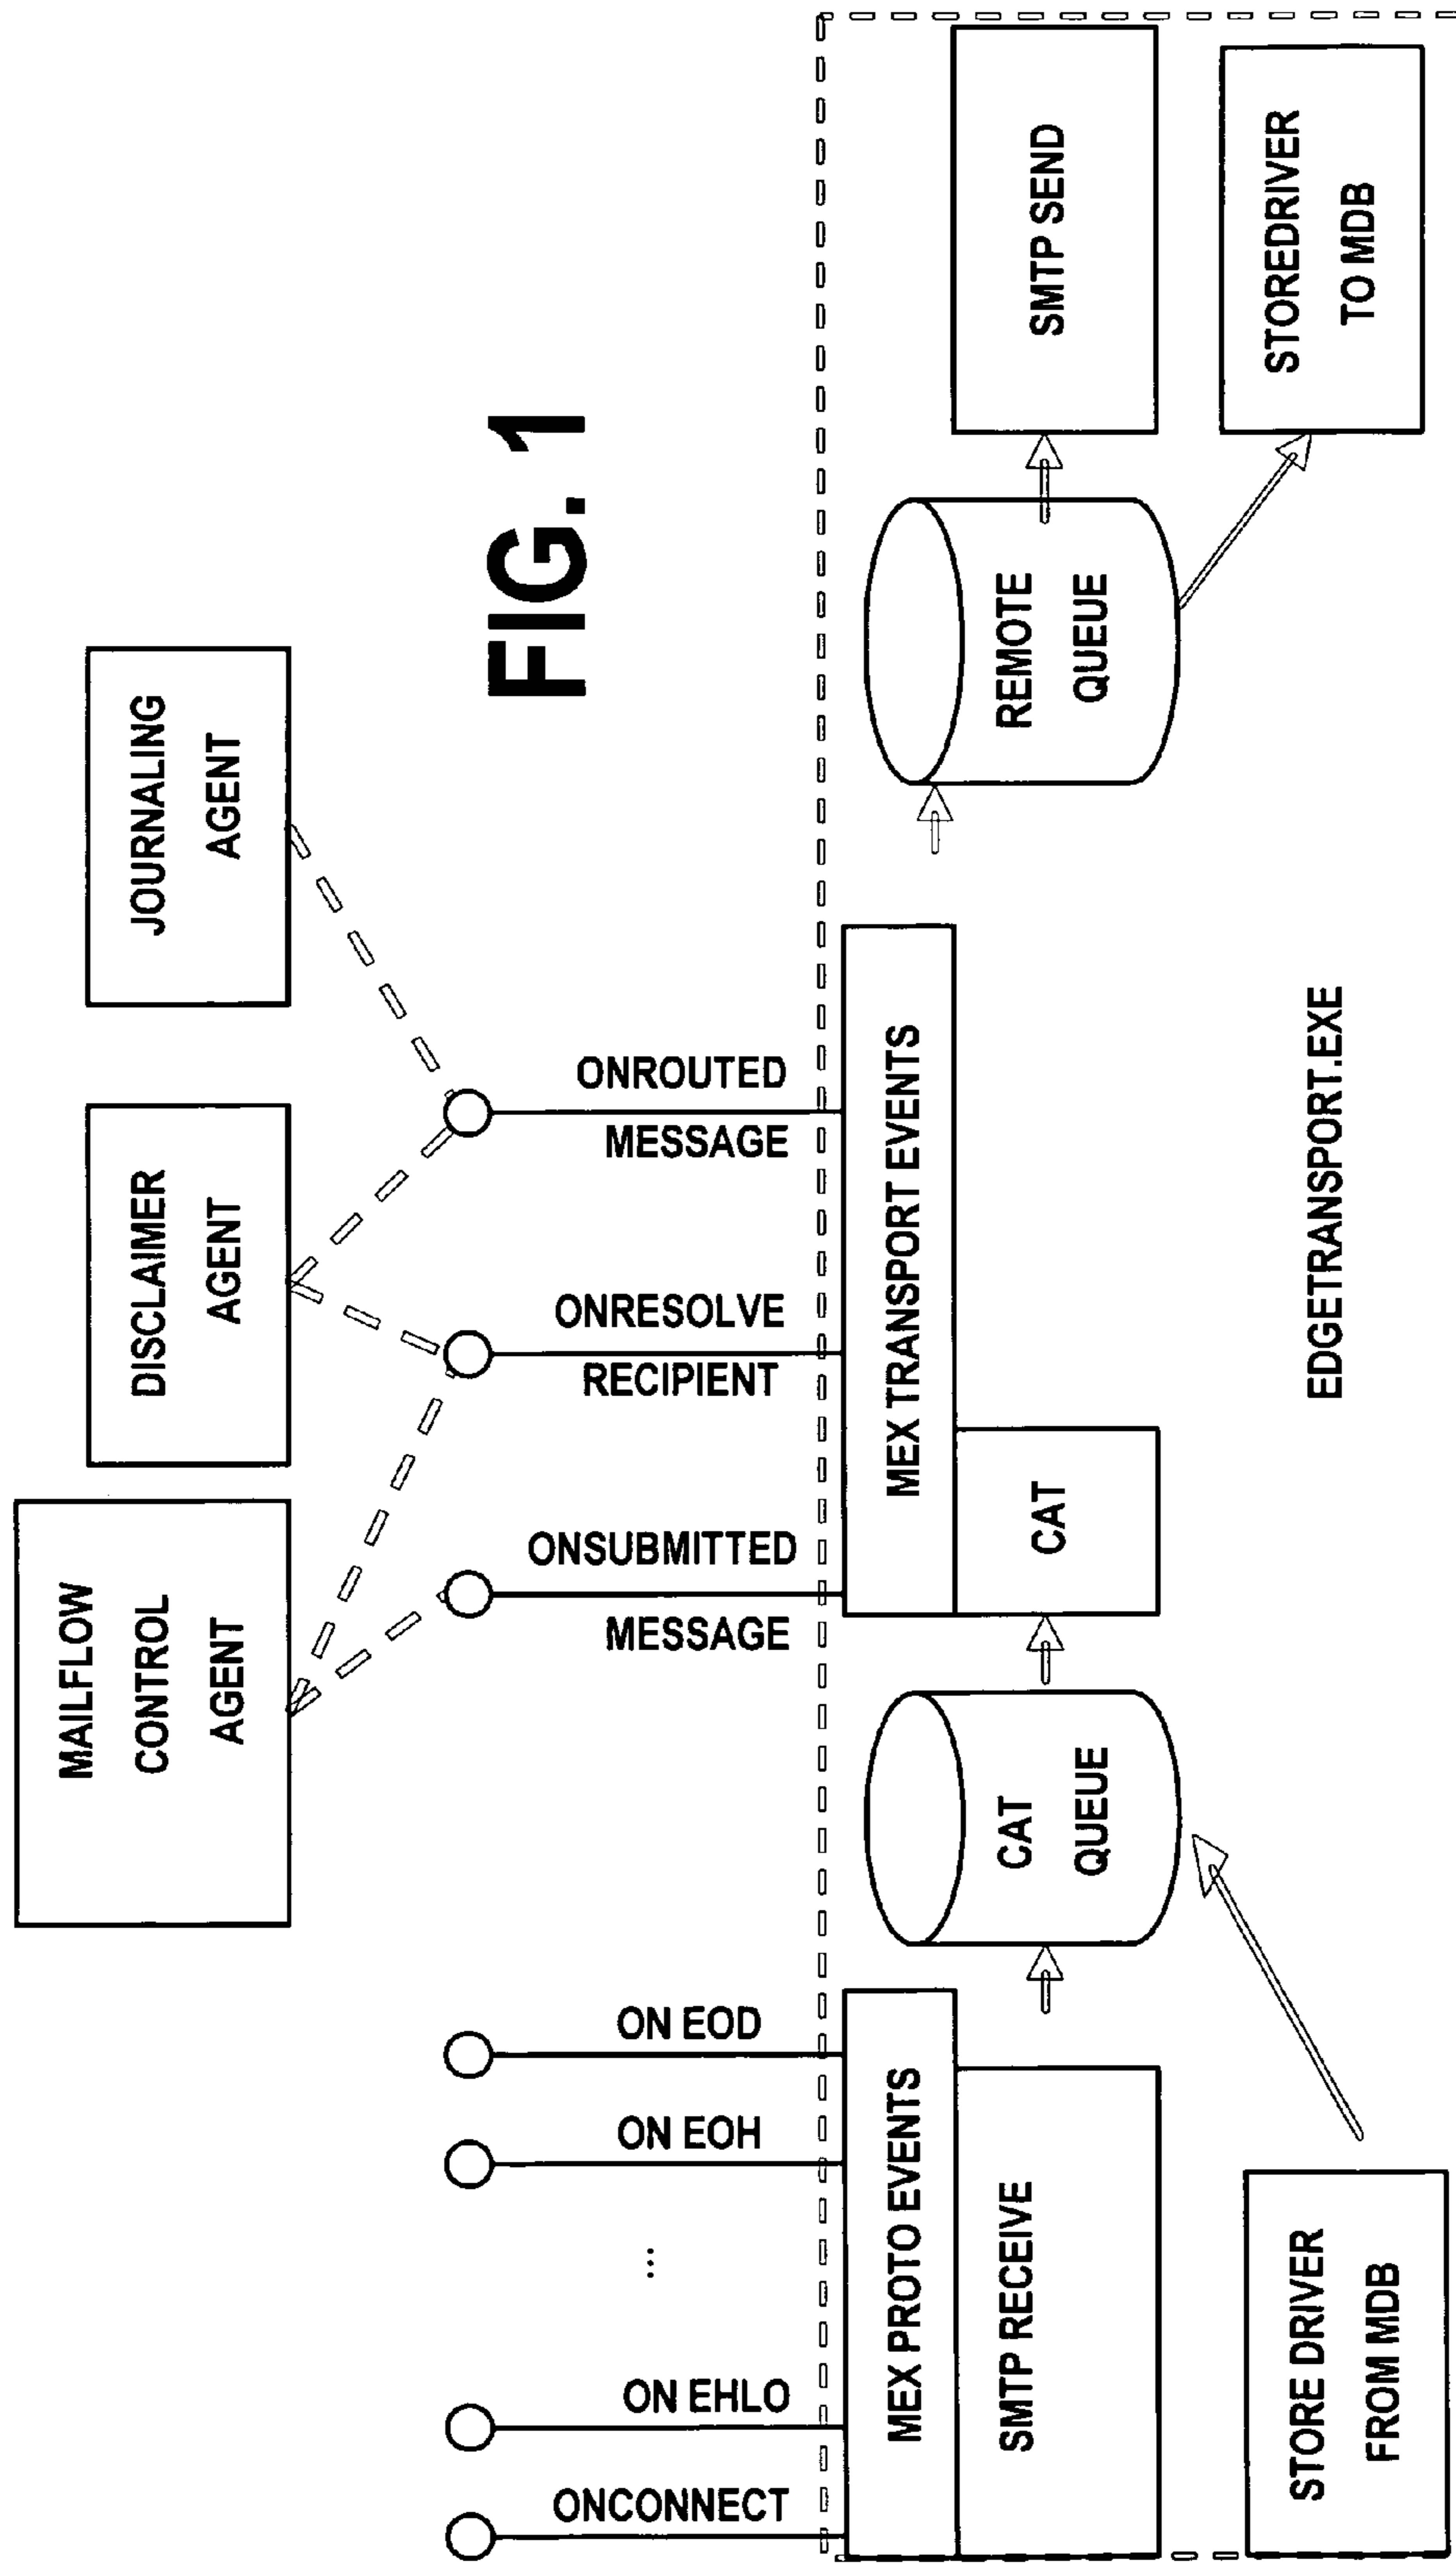 MAILFLOW
CONTROL
AGENT
DISCLAIMER
AGENT
JOURNALING
AGENT
FIG. 1
ONCONNECT
ON EHLO
...
ON EOH
ON EOD
ONSUBMITTED
MESSAGE
ONRESOLVE
RECIPIENT
ONROUTED
MESSAGE
MEX PROTO EVENTS
SMTP RECEIVE
STORE DRIVER
FROM MDB
CAT
QUEUE
MEX TRANSPORT EVENTS
CAT
EDGETRANSPORT.EXE
REMOTE
QUEUE
SMTP SEND
STOREDRIVER
TO MDB